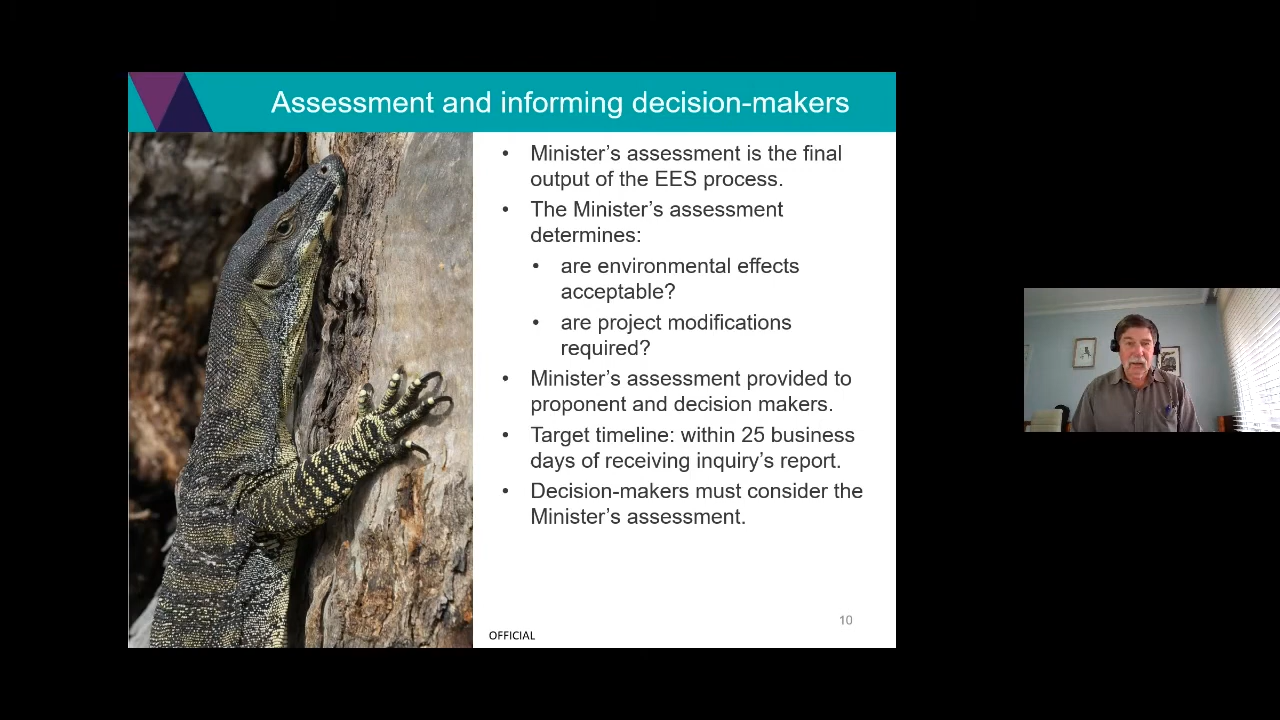 Assessment and informing decision-makers
• Minister’s assessment is the final
output of the EES process.
• The Minister’s assessment
determines:
• are environmental effects
acceptable?
• are project modifications
required?
• Minister’s assessment provided to
proponent and decision makers.
• Target timeline: within 25 business
days of receiving inquiry’s report.
• Decision-makers must consider the
Minister’s assessment.
10
OFFICIAL